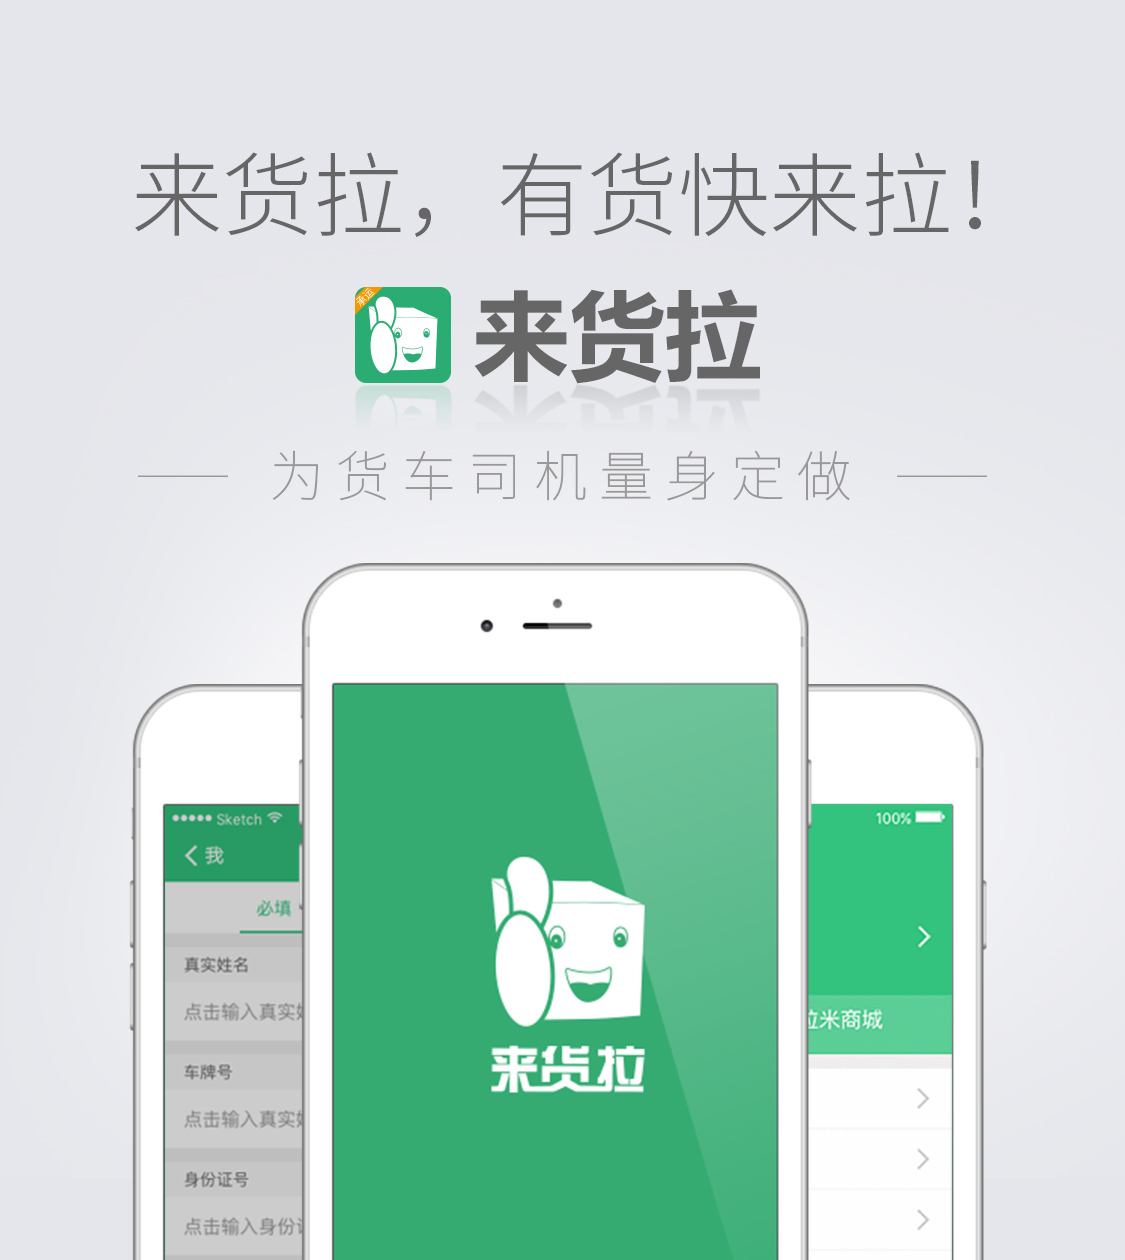 来货拉，有货快来拉！
承运
来货拉
为货车司机量身定做
Sketch
100%
我
必填
真实姓名
点击输入真实
拉米商城
来货拉
车牌号
点击输入真实
身份证号
点击输入身份